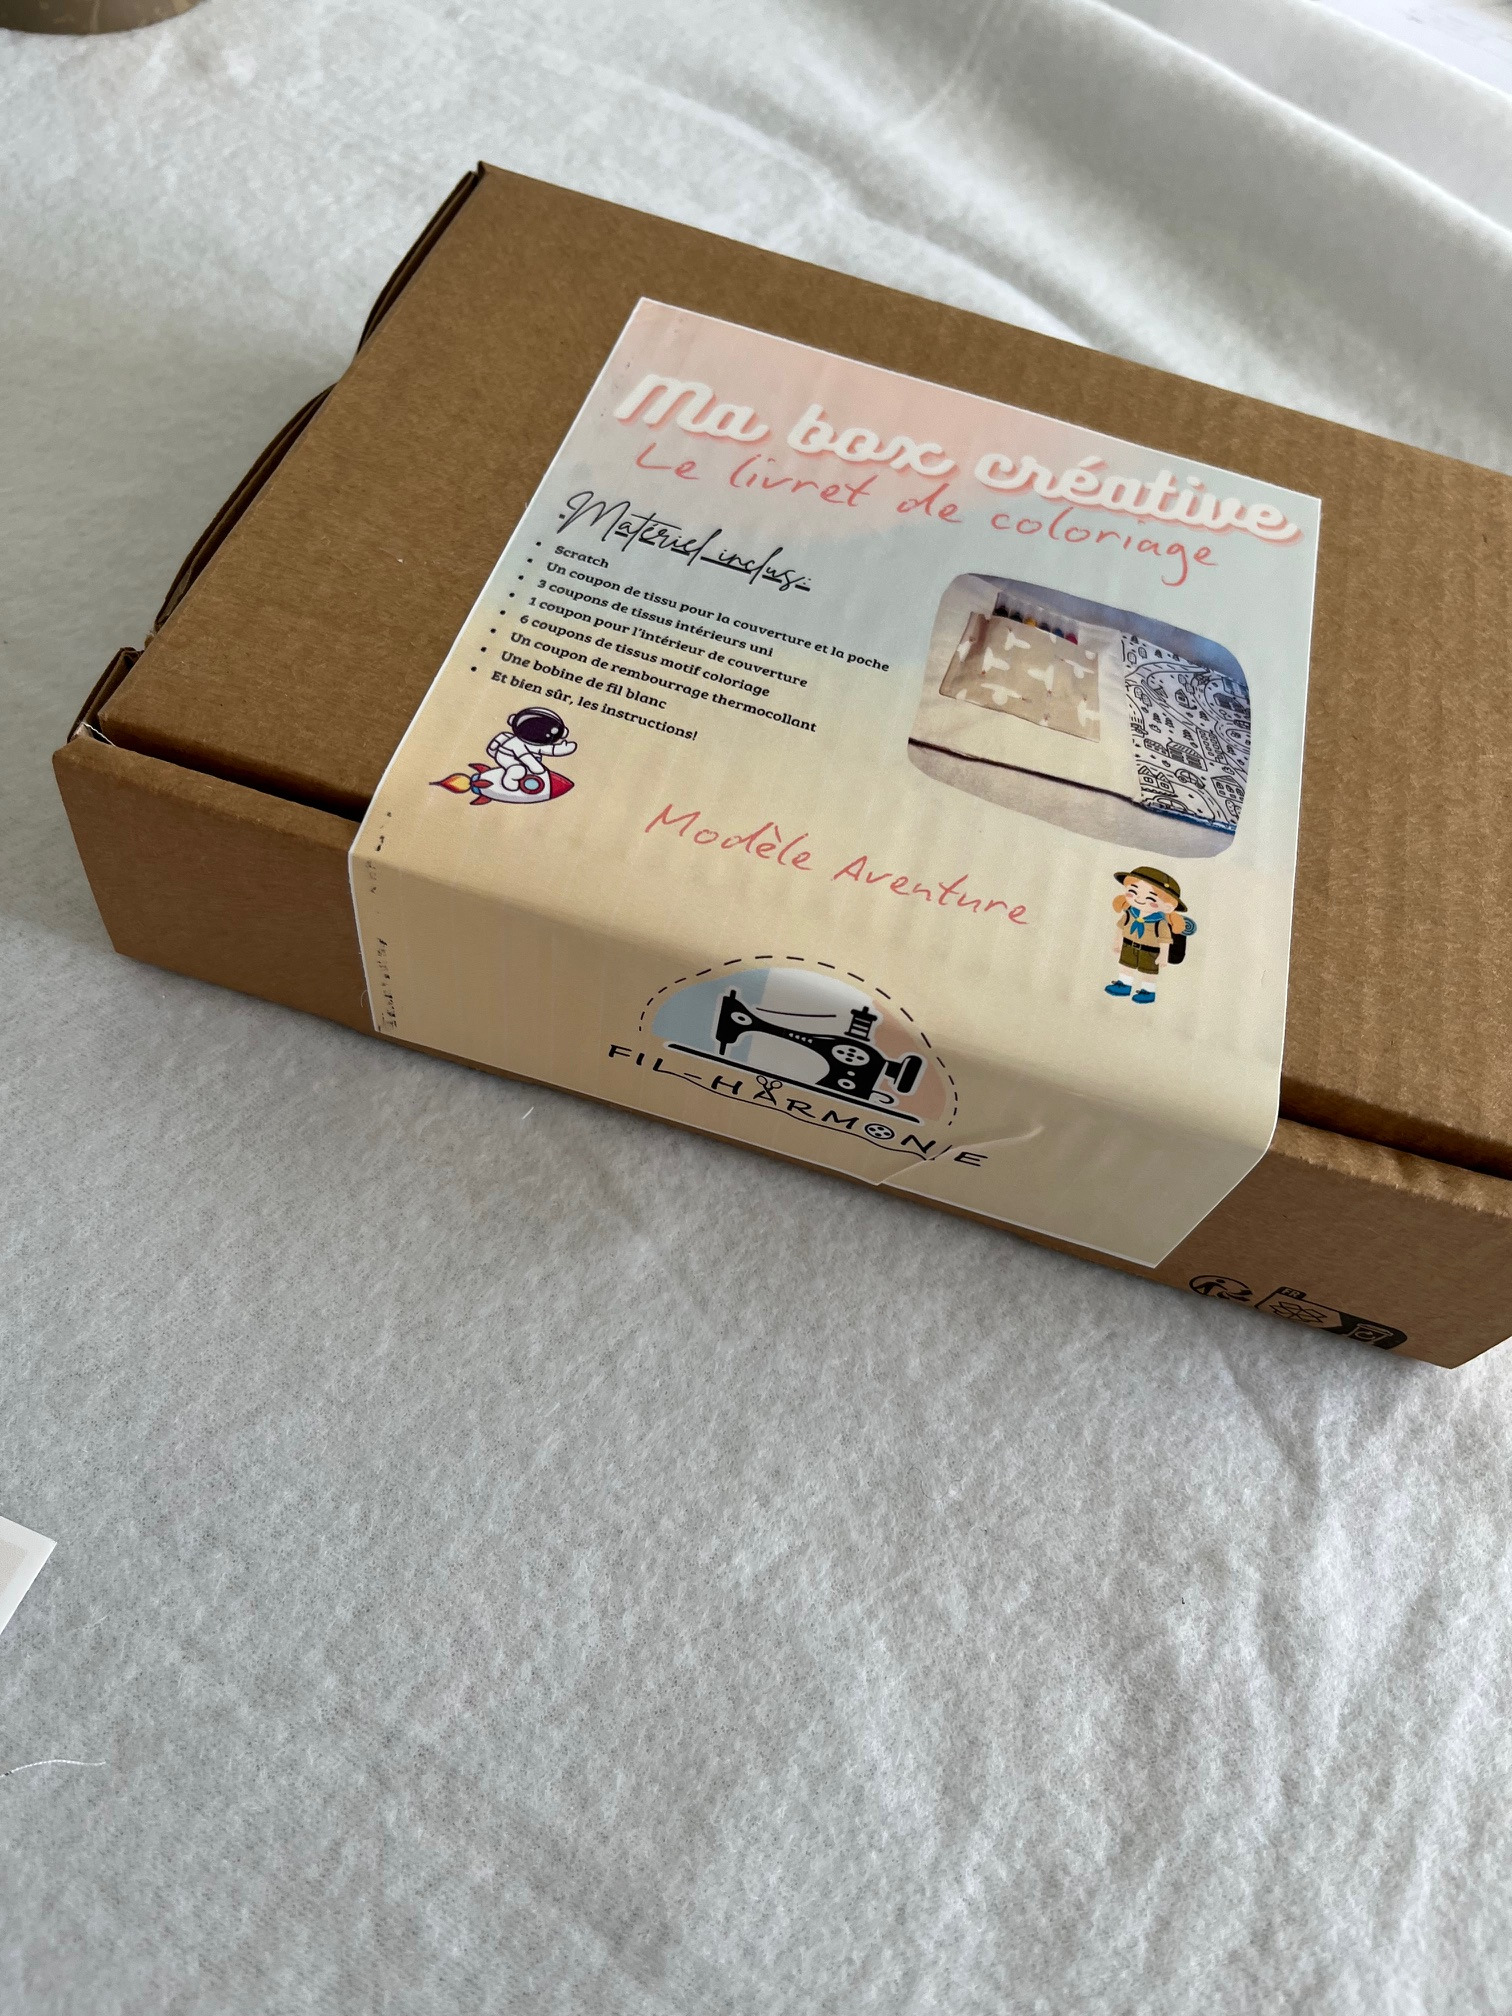 Ma box créative
Le livret de coloriage
Matériel inclus:
• Scratch
• Un coupon de tissu pour la couverture et la poche
• 3 coupons de tissus intérieurs uni
• 1 coupon pour l'intérieur de couverture
• 6 coupons de tissus motif coloriage
• Un coupon de rembourrage thermocollant
• Une bobine de fil blanc
• Et bien sûr, les instructions!
Modèle Aventure
FIL-HARMONIE
FR